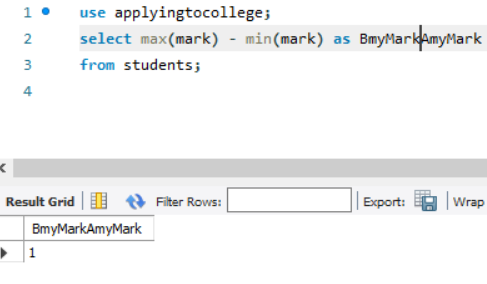 1 use applyingtocollege;
2 select max(mark) - min(mark) as BmyMarkAmyMark
3 from students;
4
Result Grid Filter Rows: Export: Wrap
BmyMarkAmyMark
1